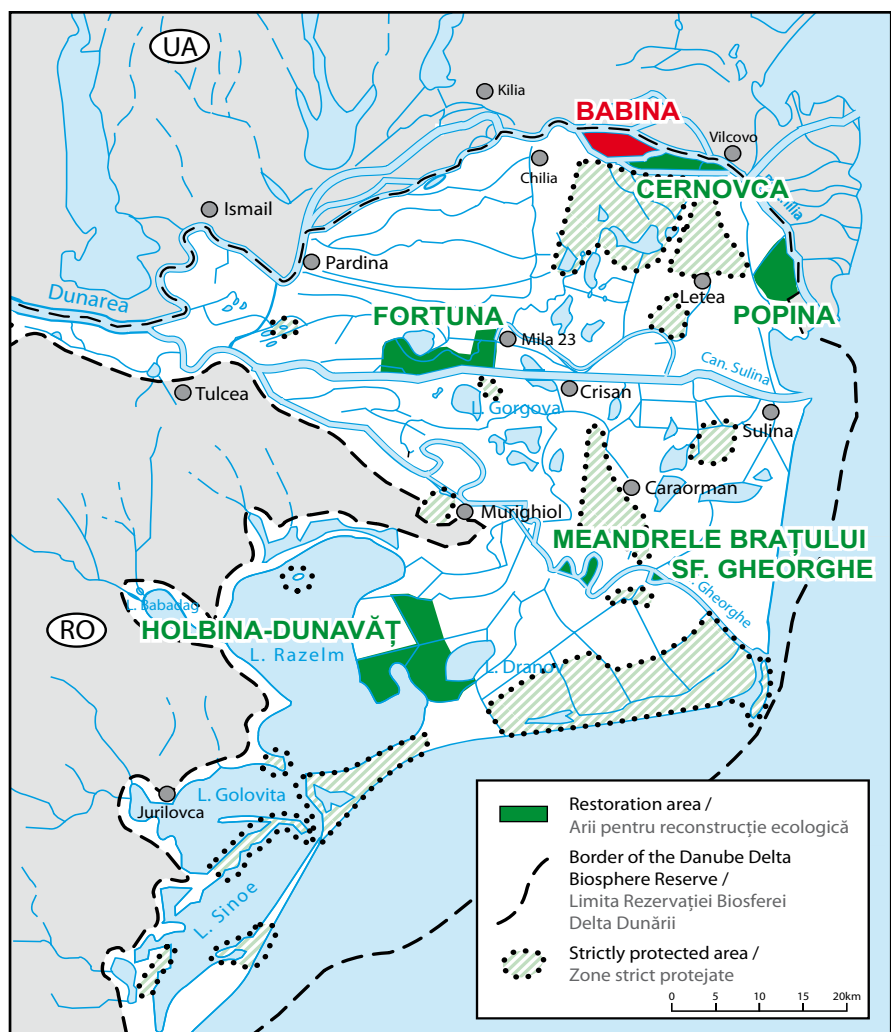 UA
Kilia
BABINA
Vilcovo
Chilia
CERNOVCA
Ismail
Pardina
Dunarea
Letea
FORTUNA
POPINA
Mila 23
Can. Sulina
Tulcea
Crisan
L. Gorgova
Sulina
Caraorman
Murighiol
MEANDRELE BRAȚULUI
SF. GHEORGHE
Gheorghe
L. Babadag
RO
HOLBINA-DUNAVĂȚ
L. Razelm
L. Dranov
L. Golovita
Jurilovca
L. Sinoe
Restoration area /
Arii pentru reconstrucție ecologică
Border of the Danube Delta
Biosphere Reserve /
Limita Rezervației Biosferei
Delta Dunării
Strictly protected area /
Zone strict protejate
0 5 10 15 20km